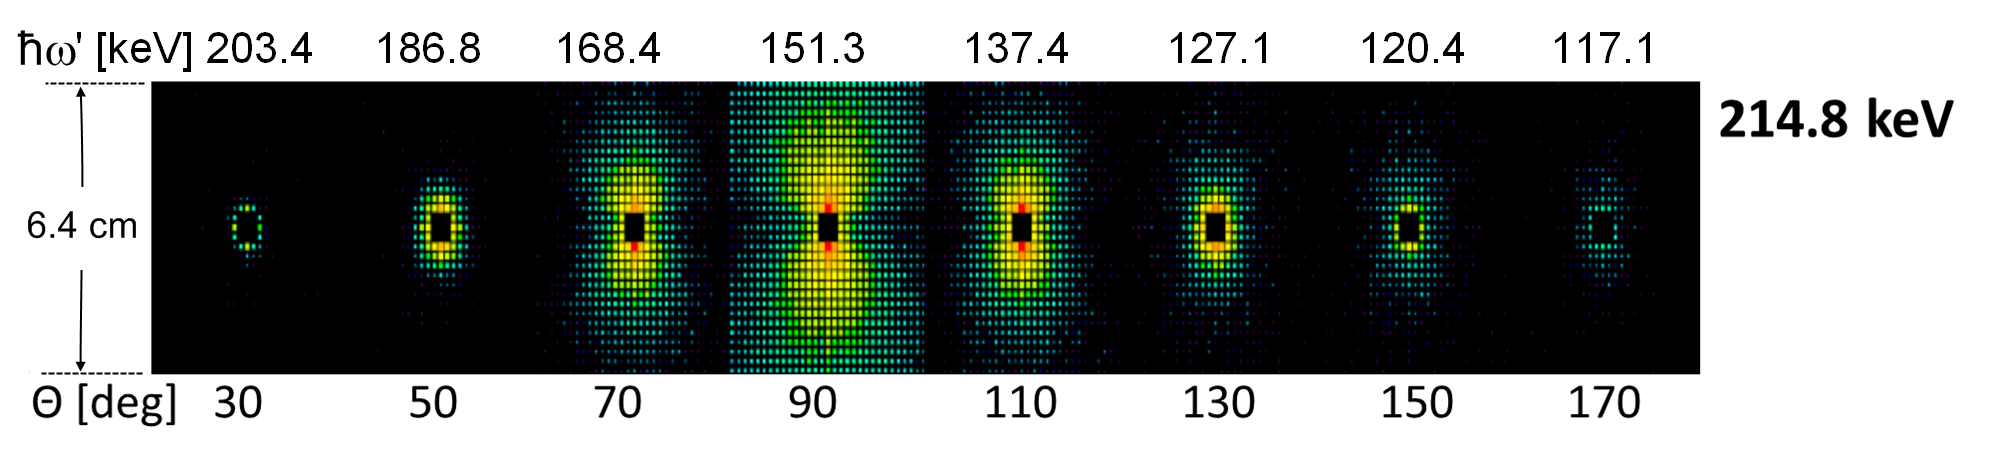 ħω' [keV] 203.4 186.8 168.4 151.3 137.4 127.1 120.4 117.1
214.8 keV
6.4 cm
Θ [deg] 30 50 70 90 110 130 150 170